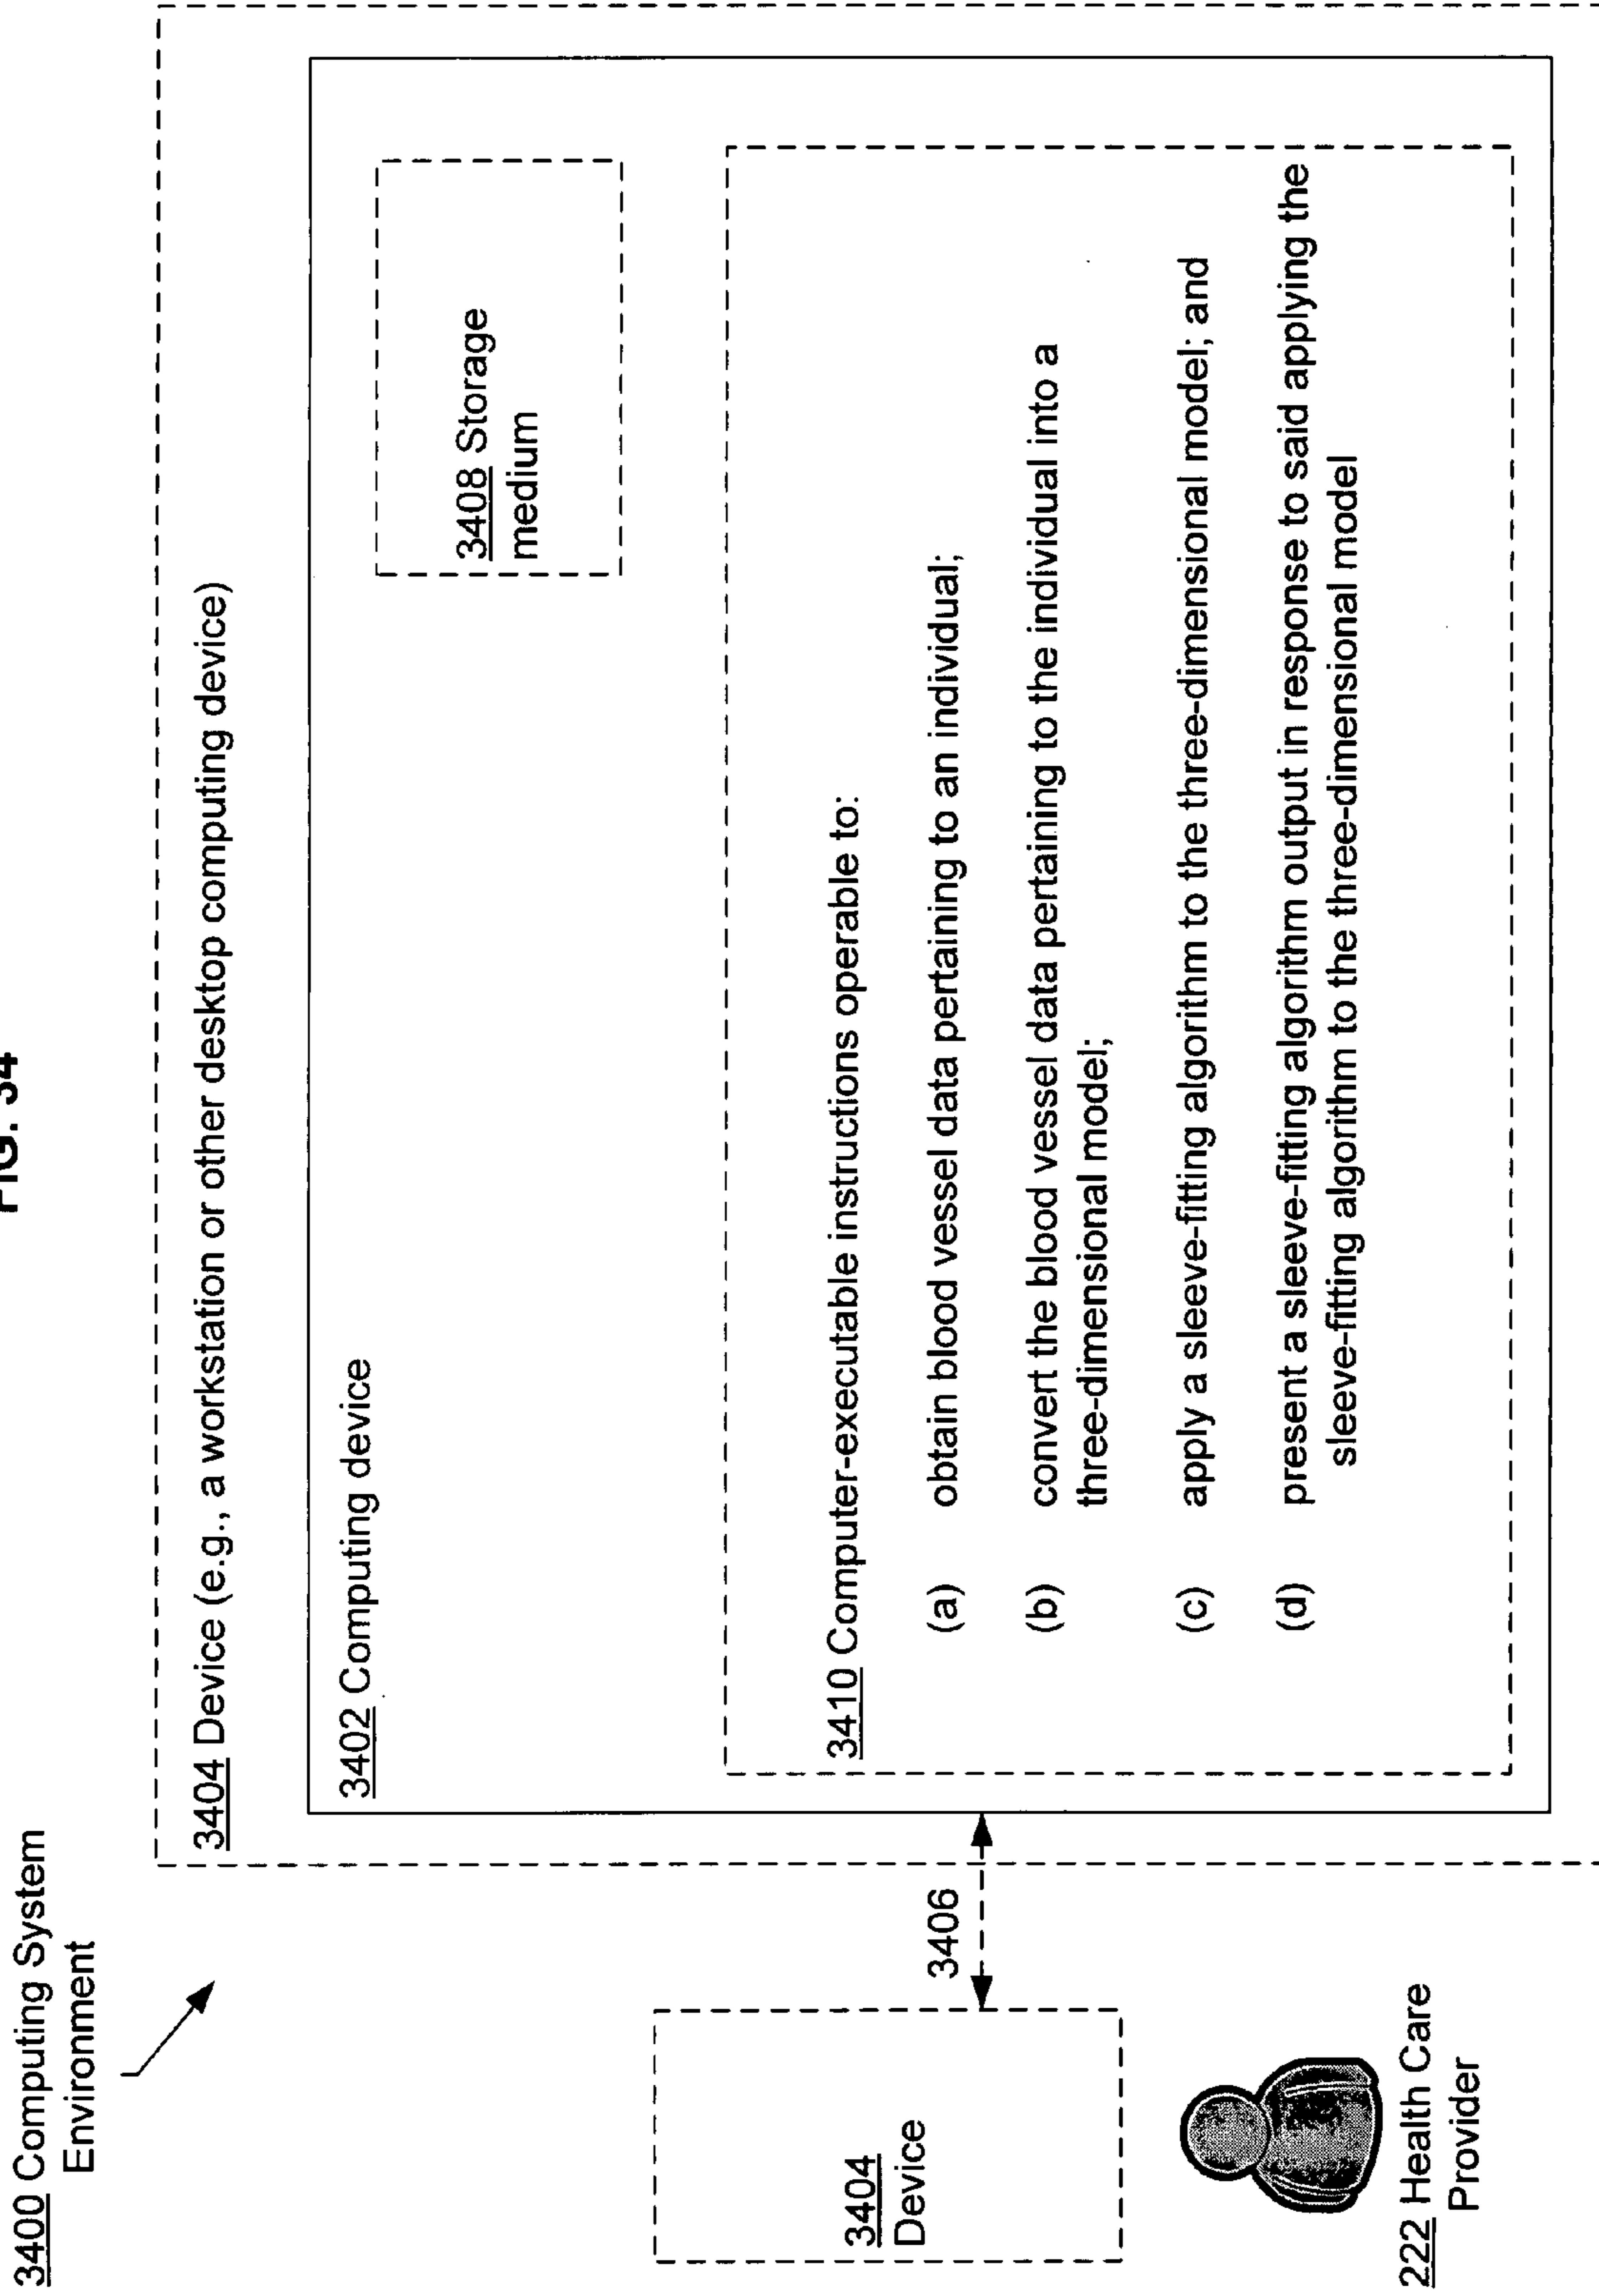 FIG. 34
3400 Computing System
Environment
3404 Device (e.g., a workstation or other desktop computing device)
3402 Computing device
3408 Storage
medium
3410 Computer-executable instructions operable to:
(a) obtain blood vessel data pertaining to an individual;
(b) convert the blood vessel data pertaining to the individual into a
three-dimensional model;
(c) apply a sleeve-fitting algorithm to the three-dimensional model; and
(d) present a sleeve-fitting algorithm output in response to said applying the
sleeve-fitting algorithm to the three-dimensional model
3406
3404
Device
222 Health Care
Provider